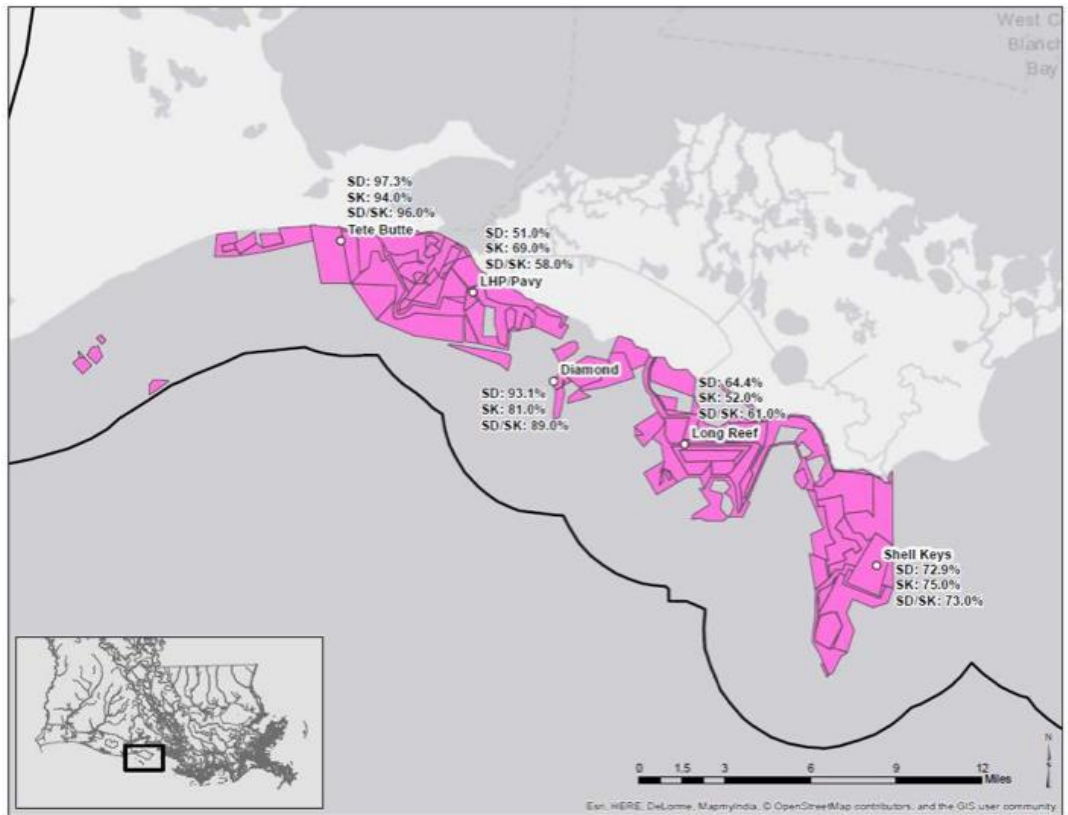 West C
Blanch
Bay
SD: 97.3%
SK: 94.0%
SD/SK: 96.0%
Tete Butte
SD: 51.0%
SK: 69.0%
SD/SK: 58.0%
LHP/Pavy
Diamond
SD: 93.1%
SK: 81.0%
SD/SK: 89.0%
SD: 64.4%
SK: 52.0%
SD/SK: 61.0%
Long Reef
Shell Keys
SD: 72.9%
SK: 75.0%
SD/SK: 73.0%
N
0 1.5 3 6 9 12
Miles
Esri, HERE, DeLorme, MapmyIndia, © OpenStreetMap contributors, and the GIS user community